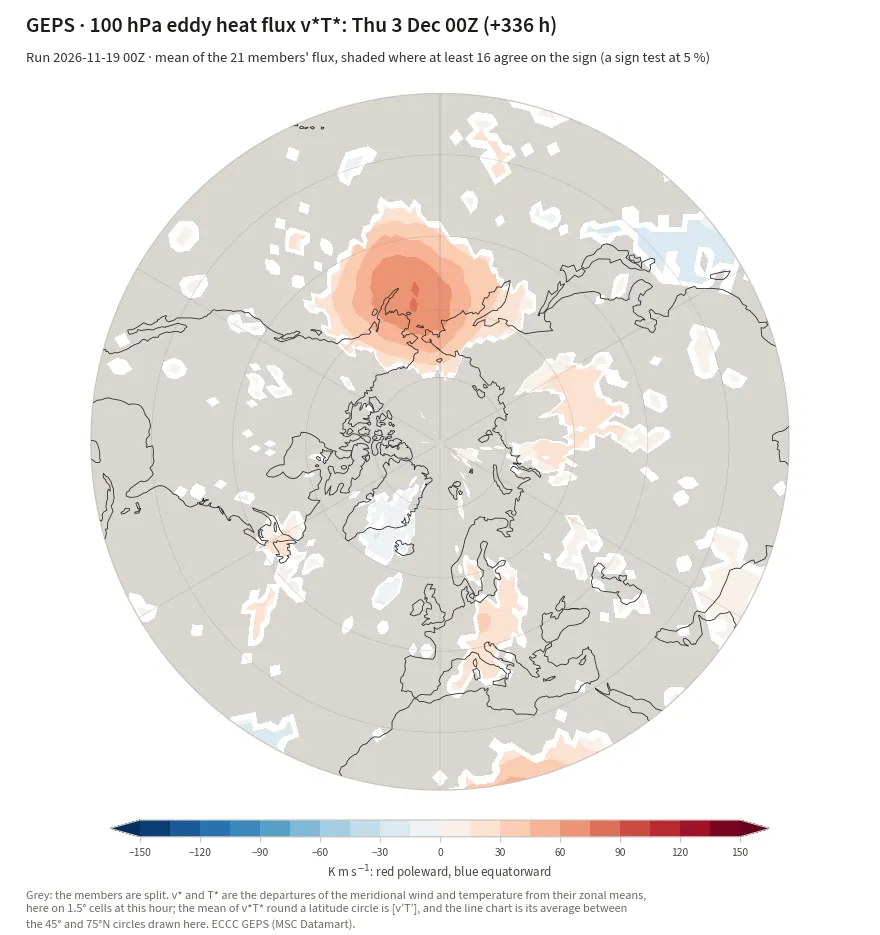 GEPS · 100 hPa eddy heat flux v*T*: Thu 3 Dec 00Z (+336 h)
Run 2026-11-19 00Z · mean of the 21 members' flux, shaded where at least 16 agree on the sign (a sign test at 5 %)
−150 −120 −90 −60 −30 0 30 60 90 120 150
K m s⁻¹: red poleward, blue equatorward
Grey: the members are split. v* and T* are the departures of the meridional wind and temperature from their zonal means,
here on 1.5° cells at this hour; the mean of v*T* round a latitude circle is [v'T'], and the line chart is its average between
the 45° and 75°N circles drawn here. ECCC GEPS (MSC Datamart).